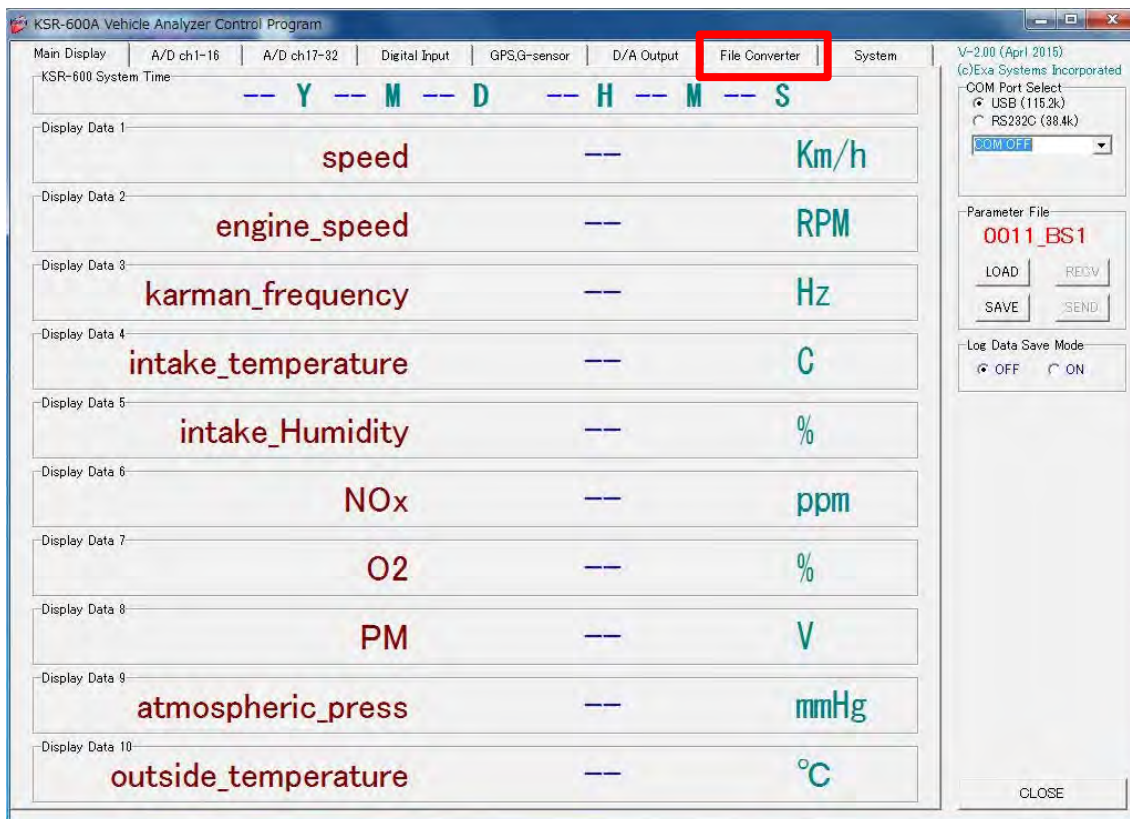 KSR-600A Vehicle Analyzer Control Program
Main Display A/D ch1-16 A/D ch17-32 Digital Input GPS,G-sensor D/A Output File Converter System
V-2.00 (Aprl 2015)
(c)Exa Systems Incorporated
KSR-600 System Time
-- Y -- M -- D -- H -- M -- S
Display Data 1
speed -- Km/h
Display Data 2
engine_speed -- RPM
Display Data 3
karman_frequency -- Hz
Display Data 4
intake_temperature -- C
Display Data 5
intake_Humidity -- %
Display Data 6
NOx -- ppm
Display Data 7
O2 -- %
Display Data 8
PM -- V
Display Data 9
atmospheric_press -- mmHg
Display Data 10
outside_temperature -- °C
COM Port Select
USB (115.2k)
RS232C (38.4k)
COM OFF
Parameter File
0011_BS1
LOAD RECV
SAVE SEND
Log Data Save Mode
OFF ON
CLOSE